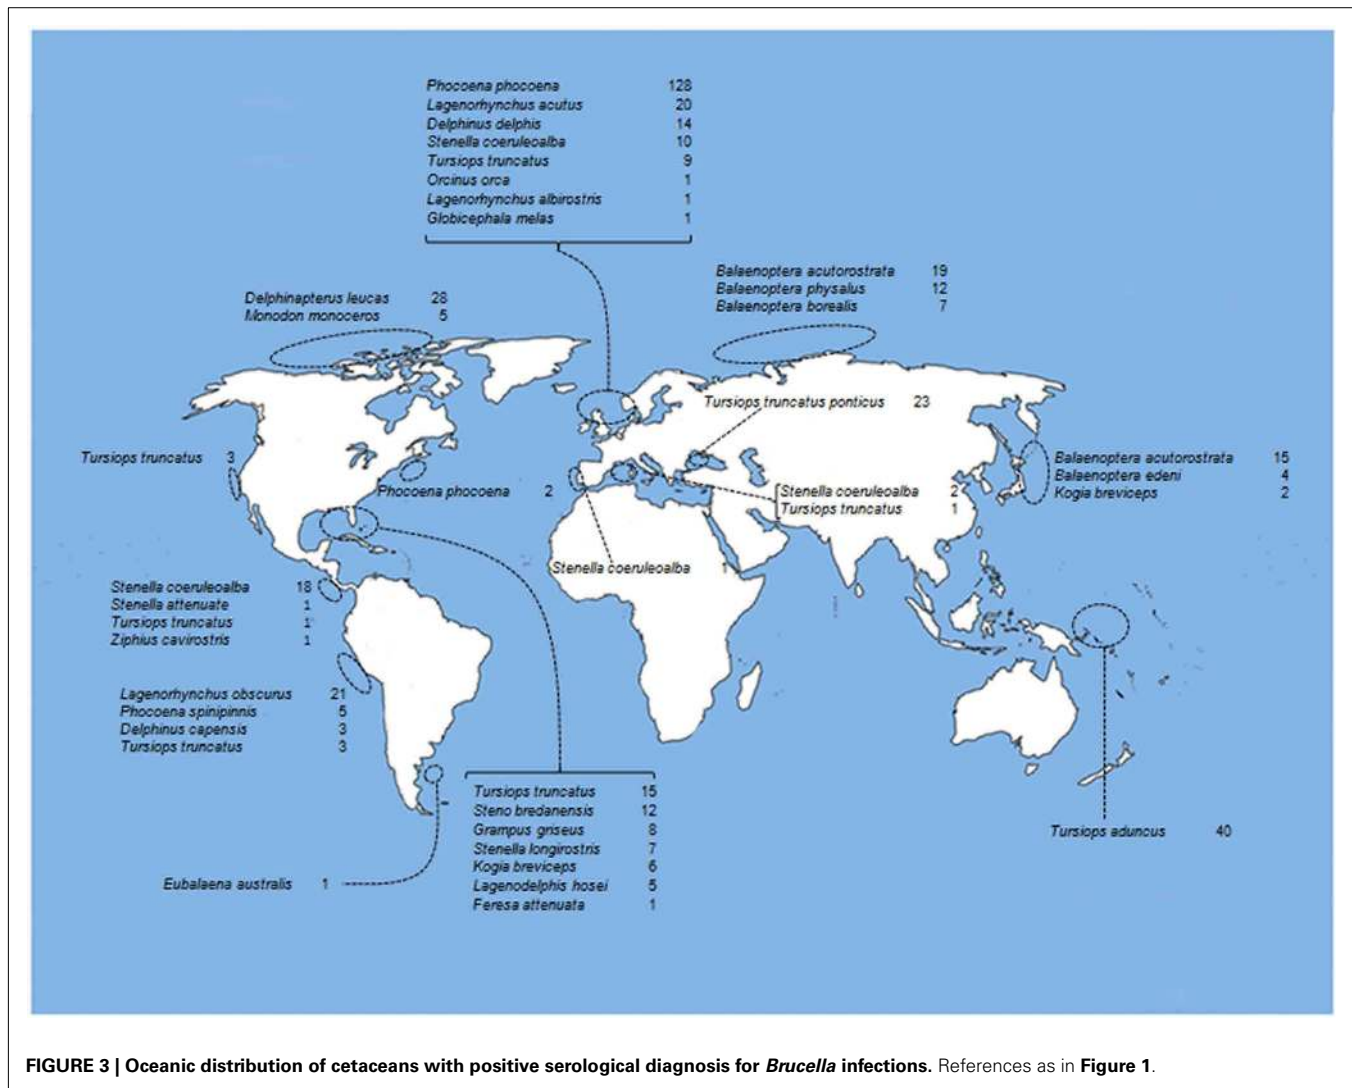 Phocoena phocoena 128
Lagenorhynchus acutus 20
Delphinus delphis 14
Stenella coeruleoalba 10
Tursiops truncatus 9
Orcinus orca 1
Lagenorhynchus albirostris 1
Globicephala melas 1
Balaenoptera acutorostrata 19
Balaenoptera physalus 12
Balaenoptera borealis 7
Delphinapterus leucas 28
Monodon monoceros 5
Tursiops truncatus ponticus 23
Tursiops truncatus 3
Phocoena phocoena 2
Stenella coeruleoalba 2
Tursiops truncatus 1
Balaenoptera acutorostrata 15
Balaenoptera edeni 4
Kogia breviceps 2
Stenella coeruleoalba 1
Stenella coeruleoalba 18
Stenella attenuate 1
Tursiops truncatus 1
Ziphius cavirostris 1
Lagenorhynchus obscurus 21
Phocoena spinipinnis 5
Delphinus capensis 3
Tursiops truncatus 3
Tursiops truncatus 15
Steno bredanensis 12
Grampus griseus 8
Stenella longirostris 7
Kogia breviceps 6
Lagenodelphis hosei 5
Feresa attenuata 1
Tursiops aduncus 40
Eubalaena australis 1
FIGURE 3 | Oceanic distribution of cetaceans with positive serological diagnosis for Brucella infections. References as in Figure 1.